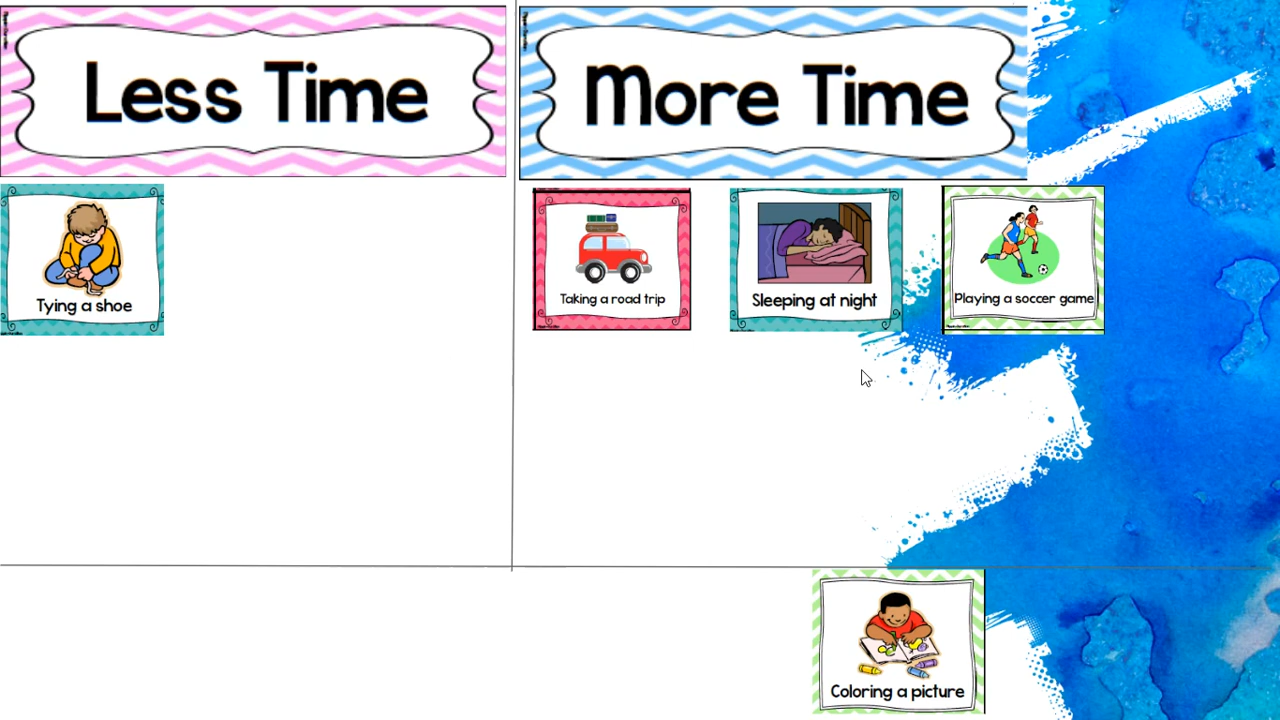 Less Time
More Time
Tying a shoe
Taking a road trip
Sleeping at night
Playing a soccer game
Coloring a picture